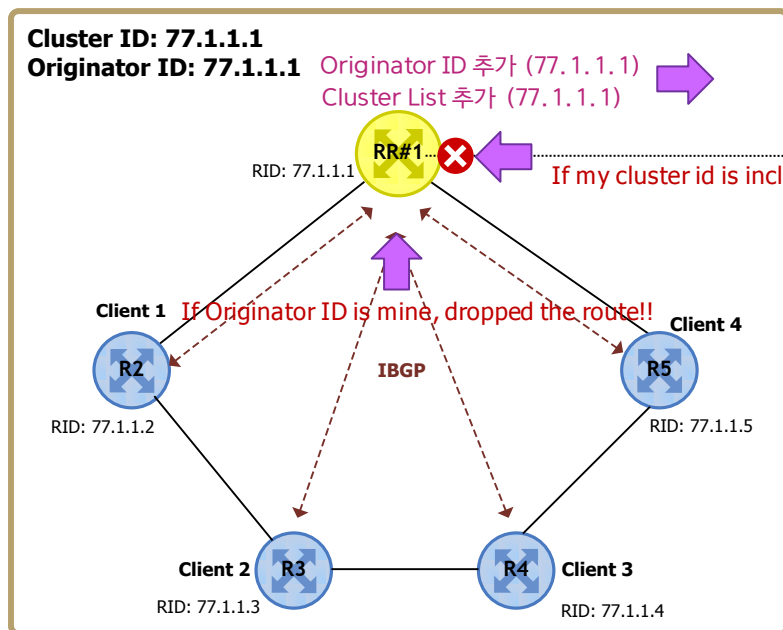 Cluster ID: 77.1.1.1
Originator ID: 77.1.1.1
Originator ID 추가 (77.1.1.1)
Cluster List 추가 (77.1.1.1)
RR#1
RID: 77.1.1.1
If my cluster id is incl
Client 1
If Originator ID is mine, dropped the route!!
Client 4
R2
IBGP
R5
RID: 77.1.1.2
RID: 77.1.1.5
Client 2
R3
R4
Client 3
RID: 77.1.1.3
RID: 77.1.1.4